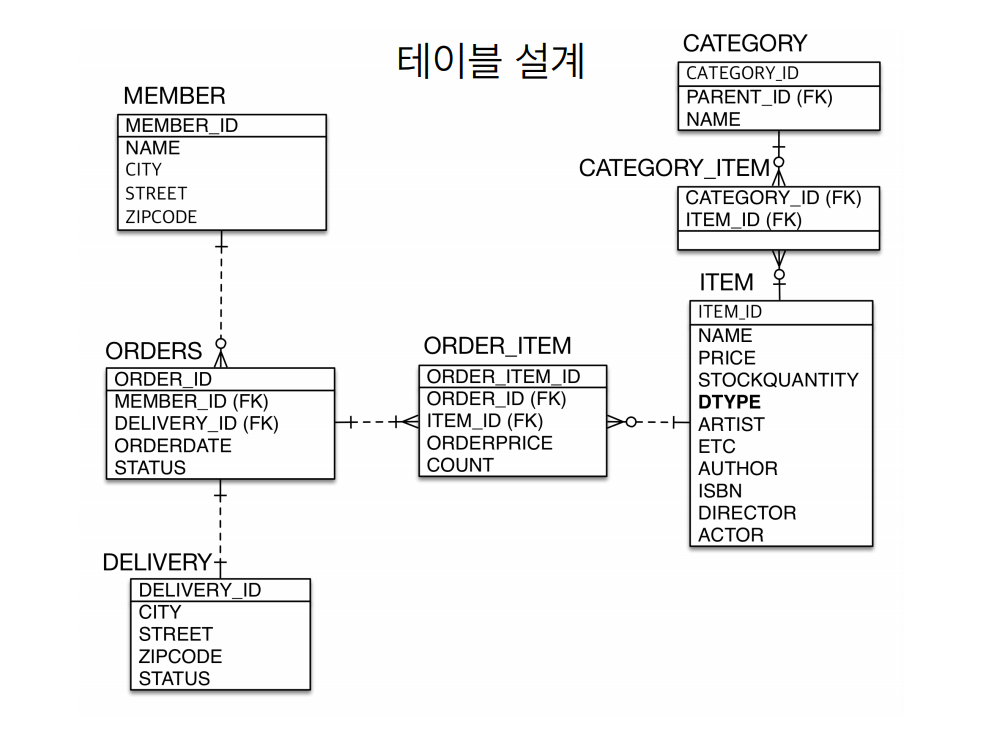 테이블 설계
MEMBER
MEMBER_ID
NAME
CITY
STREET
ZIPCODE
ORDERS
ORDER_ID
MEMBER_ID (FK)
DELIVERY_ID (FK)
ORDERDATE
STATUS
DELIVERY
DELIVERY_ID
CITY
STREET
ZIPCODE
STATUS
ORDER_ITEM
ORDER_ITEM_ID
ORDER_ID (FK)
ITEM_ID (FK)
ORDERPRICE
COUNT
CATEGORY
CATEGORY_ID
PARENT_ID (FK)
NAME
CATEGORY_ITEM
CATEGORY_ID (FK)
ITEM_ID (FK)
ITEM
ITEM_ID
NAME
PRICE
STOCKQUANTITY
DTYPE
ARTIST
ETC
AUTHOR
ISBN
DIRECTOR
ACTOR